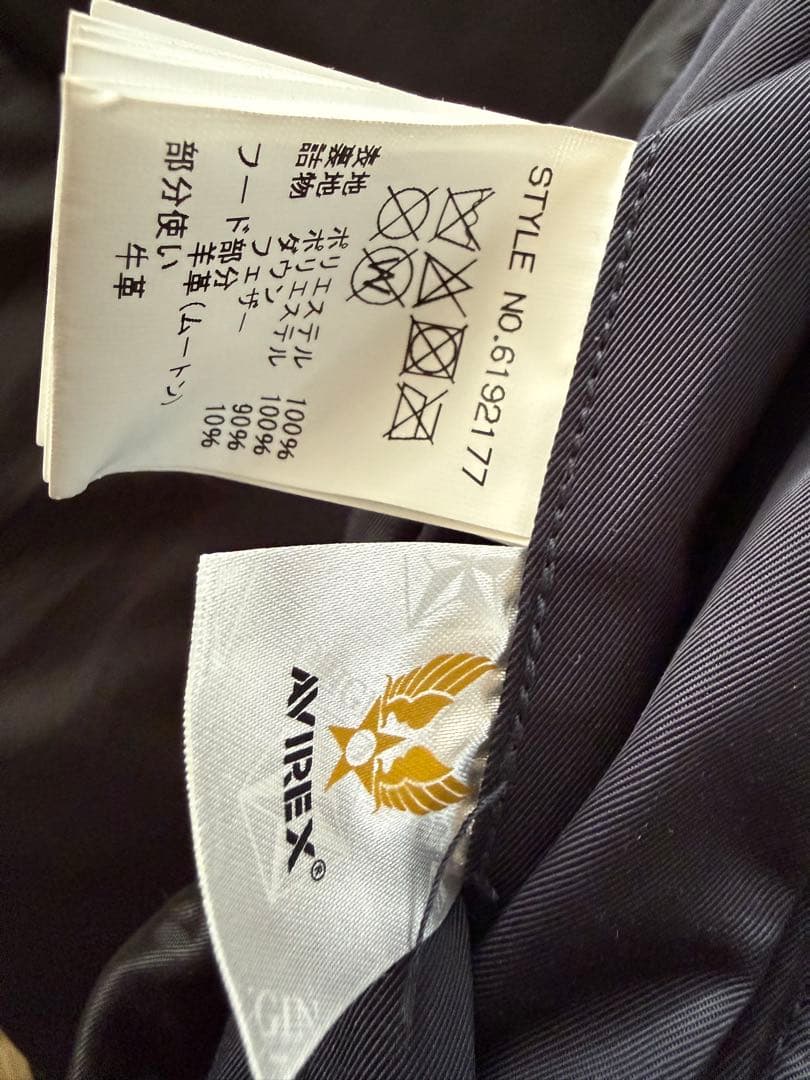 STYLE NO.6192177
W
表地 ポリエステル 100%
裏地 ポリエステル 100%
詰物 ダウン 90%
フェザー 10%
フード部分
羊革(ムートン)
部分使い
牛革
AVIREX®
GIN